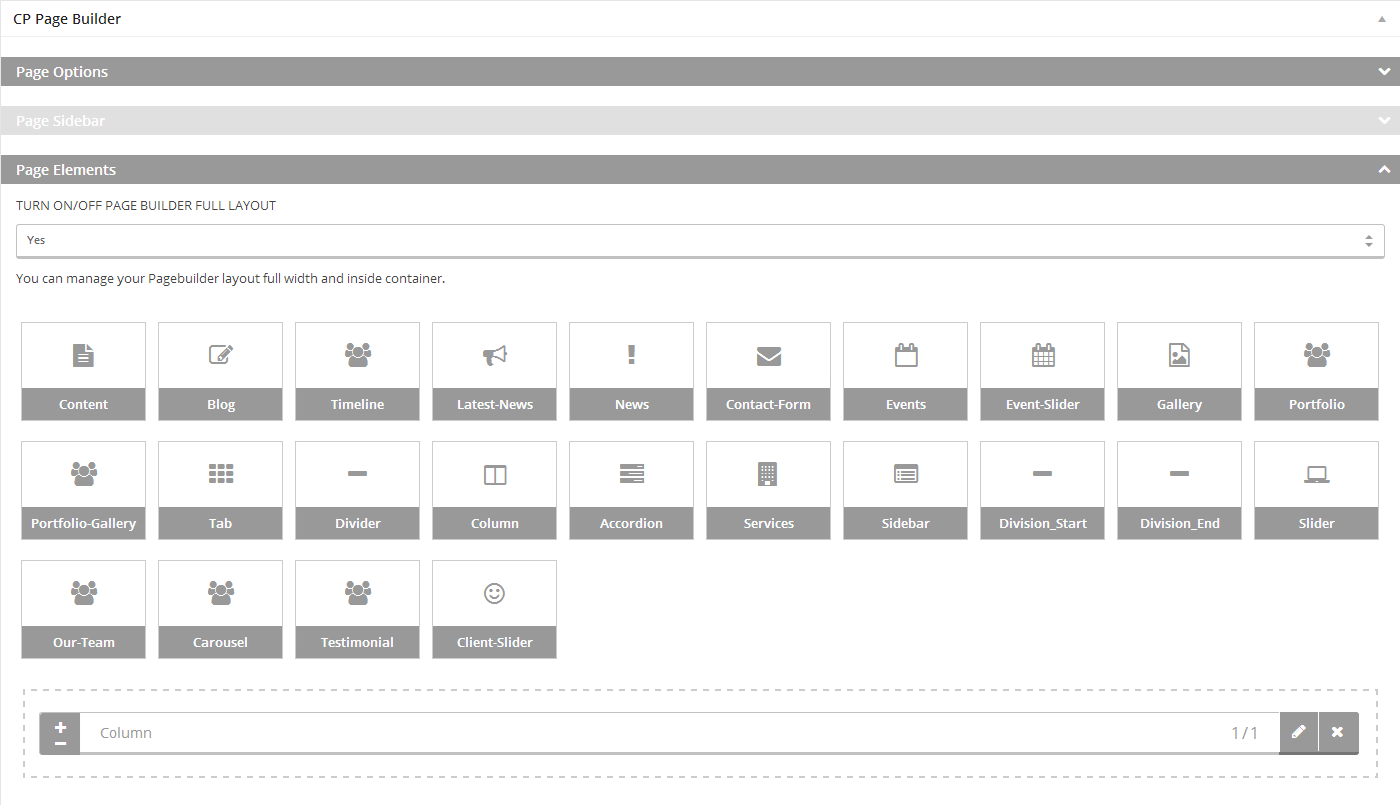 CP Page Builder
Page Options
Page Sidebar
Page Elements
TURN ON/OFF PAGE BUILDER FULL LAYOUT
Yes
You can manage your Pagebuilder layout full width and inside container.
Content Blog Timeline Latest-News News Contact-Form Events Event-Slider Gallery Portfolio
Portfolio-Gallery Tab Divider Column Accordion Services Sidebar Division_Start Division_End Slider
Our-Team Carousel Testimonial Client-Slider
Column 1/1